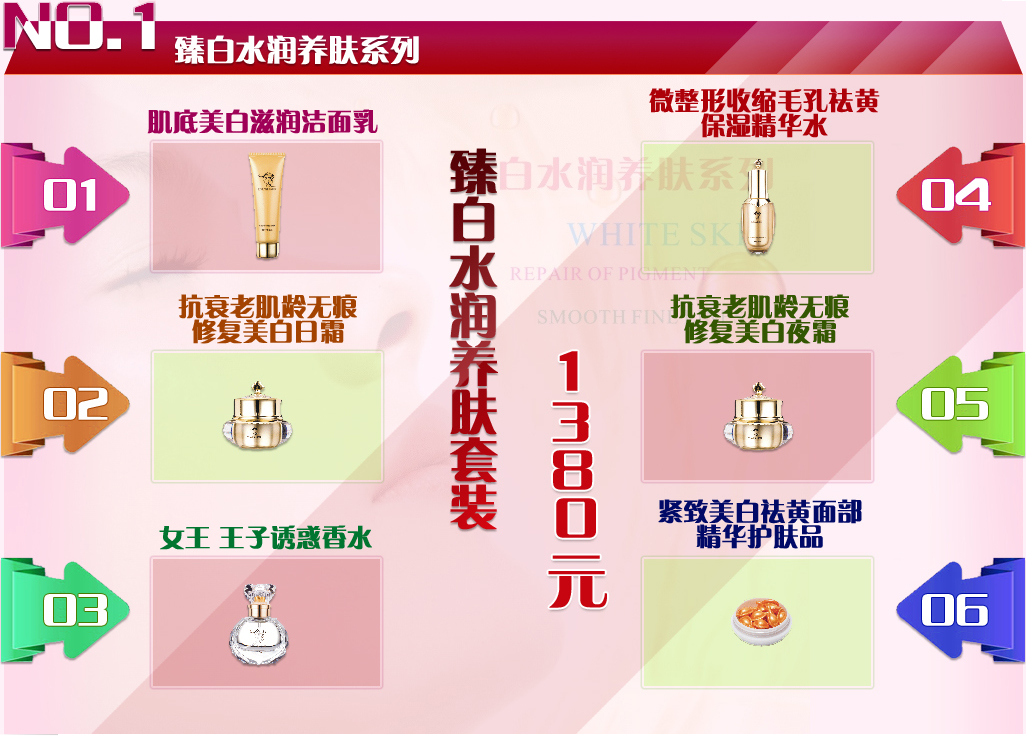 NO.1
臻白水润养肤系列
肌底美白滋润洁面乳
01
抗衰老肌龄无痕
修复美白日霜
02
女王 王子诱惑香水
03
臻白水润养肤套装
1380元
白水润养肤系列
WHITE SKI
REPAIR OF PIGMENT
SMOOTH FINE
微整形收缩毛孔祛黄
保湿精华水
04
抗衰老肌龄无痕
修复美白夜霜
05
紧致美白祛黄面部
精华护肤品
06